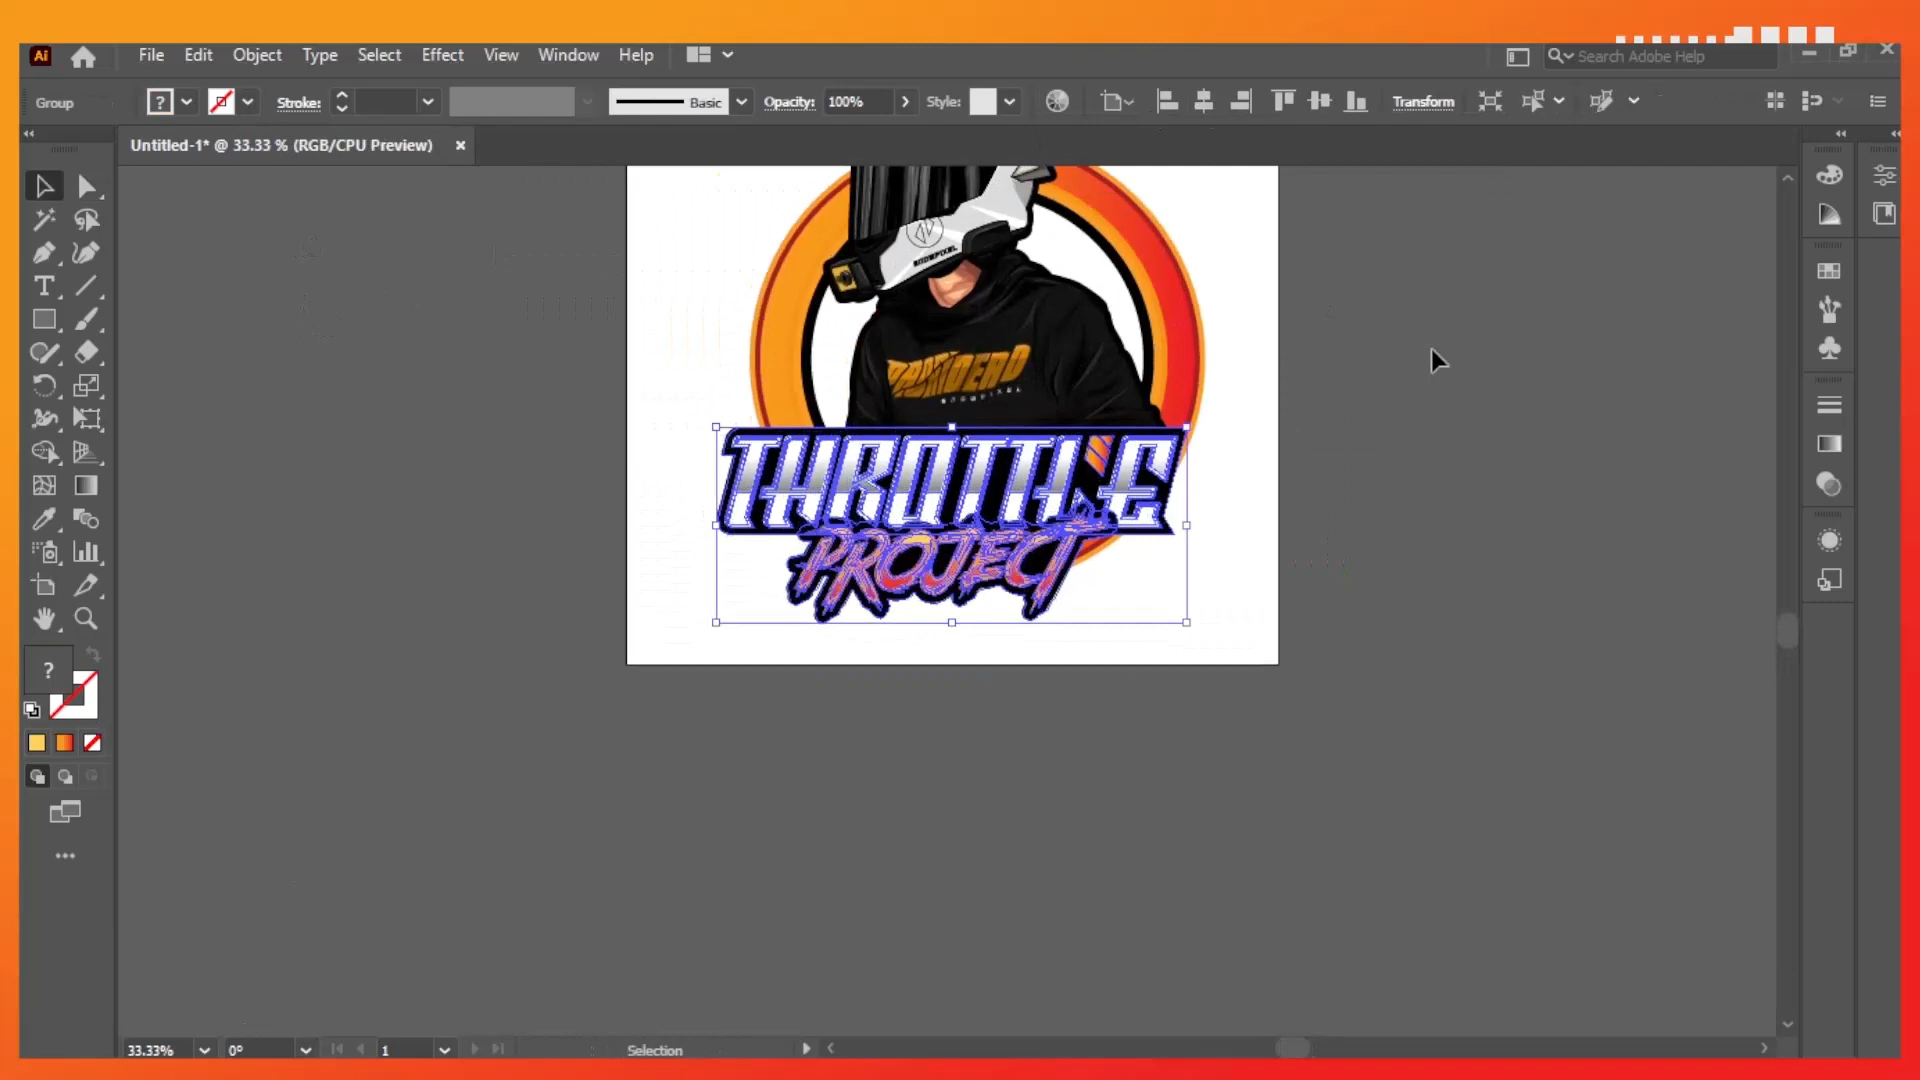 Ai File Edit Object Type Select Effect View Window Help Search Adobe Help
Group ? Stroke: Basic Opacity: 100% Style: Transform
Untitled-1* @ 33.33 % (RGB/CPU Preview)
THROTTLE
PROJECT
?
33.33% 0° 1 Selection